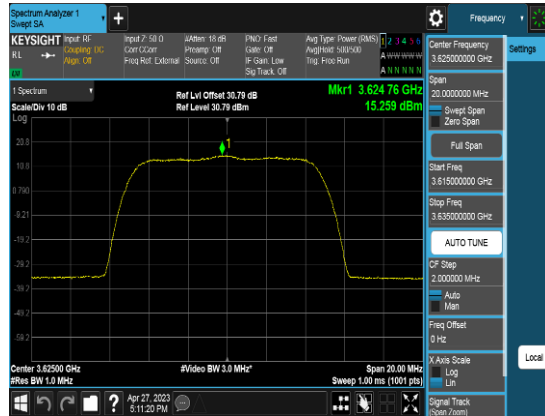 Spectrum Analyzer 1
Swept SA
+
Frequency
KEYSIGHT
RL
Input: RF
Coupling: DC
Align: Off
Input Z: 50 Ω
Corr CCorr
Freq Ref: External
#Atten: 18 dB
Preamp: Off
Source: Off
PNO: Fast
Gate: Off
IF Gain: Low
Sig Track: Off
Avg Type: Power (RMS)
Avg|Hold: 500/500
Trig: Free Run
1 2 3 4 5 6
A W W W W W
A N N N N N
1 Spectrum
Scale/Div 10 dB
Log
Ref Lvl Offset 30.79 dB
Ref Level 30.79 dBm
Mkr1 3.624 76 GHz
15.259 dBm
1
20.8
10.8
0.790
-9.21
-19.2
-29.2
-39.2
-49.2
-59.2
Center 3.62500 GHz
#Res BW 1.0 MHz
#Video BW 3.0 MHz*
Span 20.00 MHz
Sweep 1.00 ms (1001 pts)
Apr 27, 2023
5:11:20 PM
Center Frequency
3.625000000 GHz
Span
20.0000000 MHz
Swept Span
Zero Span
Full Span
Start Freq
3.615000000 GHz
Stop Freq
3.635000000 GHz
AUTO TUNE
CF Step
2.000000 MHz
Auto
Man
Freq Offset
0 Hz
X Axis Scale
Log
Lin
Signal Track
(Span Zoom)
Settings
Local